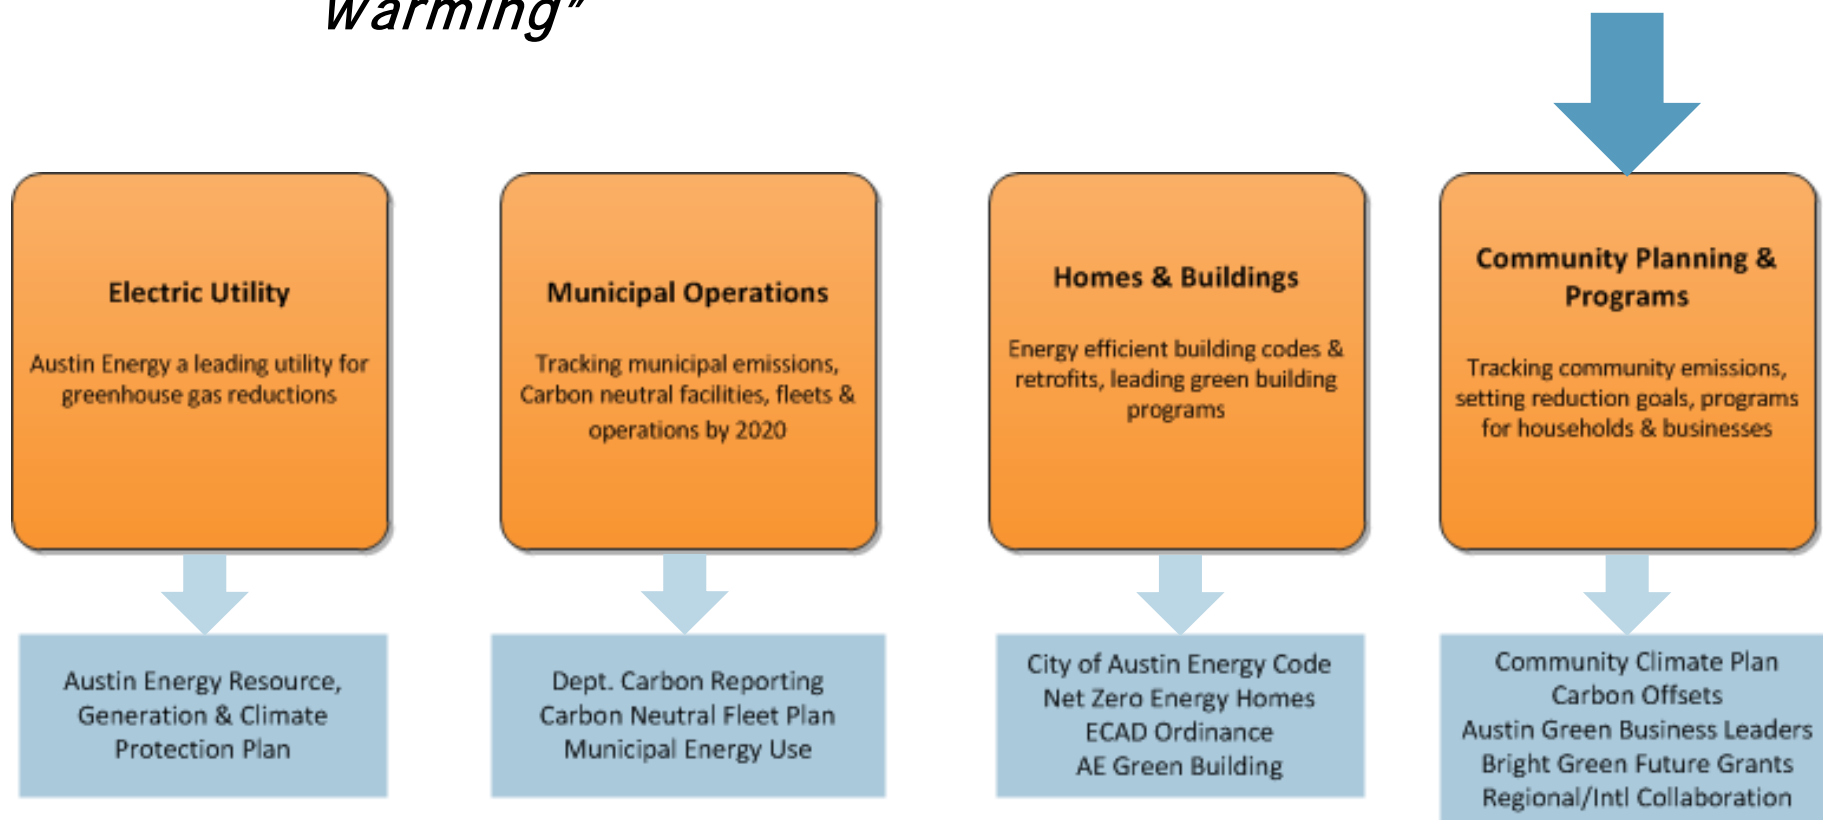 Warming"
Electric Utility
Austin Energy a leading utility for
greenhouse gas reductions
Municipal Operations
Tracking municipal emissions,
Carbon neutral facilities, fleets &
operations by 2020
Homes & Buildings
Energy efficient building codes &
retrofits, leading green building
programs
Community Planning &
Programs
Tracking community emissions,
setting reduction goals, programs
for households & businesses
Austin Energy Resource,
Generation & Climate
Protection Plan
Dept. Carbon Reporting
Carbon Neutral Fleet Plan
Municipal Energy Use
City of Austin Energy Code
Net Zero Energy Homes
ECAD Ordinance
AE Green Building
Community Climate Plan
Carbon Offsets
Austin Green Business Leaders
Bright Green Future Grants
Regional/Intl Collaboration